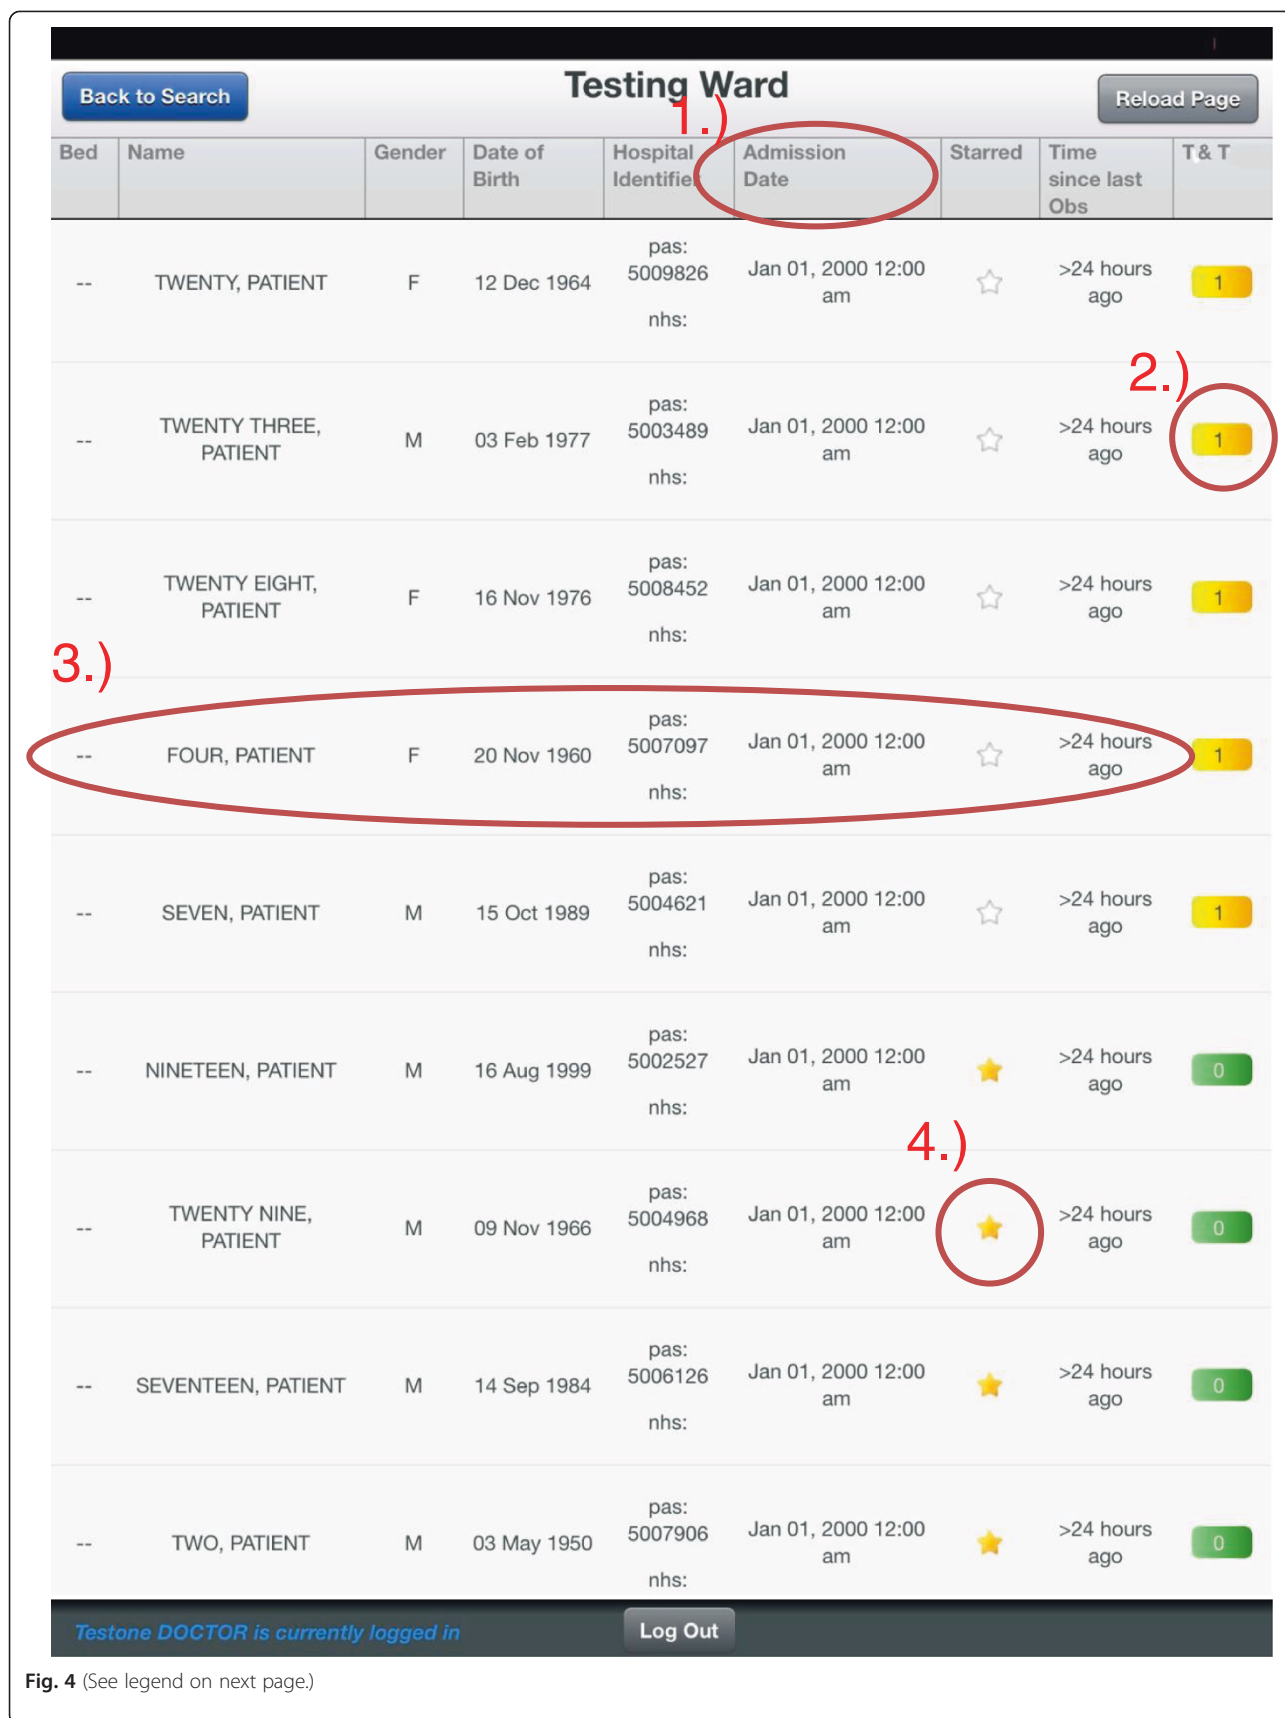 Back to Search
Testing Ward
Reload Page
1.)
Bed Name Gender Date of Birth Hospital Identifier Admission Date Starred Time since last Obs T & T
-- TWENTY, PATIENT F 12 Dec 1964 pas: 5009826 nhs: Jan 01, 2000 12:00 am >24 hours ago 1
2.)
-- TWENTY THREE, PATIENT M 03 Feb 1977 pas: 5003489 nhs: Jan 01, 2000 12:00 am >24 hours ago 1
-- TWENTY EIGHT, PATIENT F 16 Nov 1976 pas: 5008452 nhs: Jan 01, 2000 12:00 am >24 hours ago 1
3.)
-- FOUR, PATIENT F 20 Nov 1960 pas: 5007097 nhs: Jan 01, 2000 12:00 am >24 hours ago 1
-- SEVEN, PATIENT M 15 Oct 1989 pas: 5004621 nhs: Jan 01, 2000 12:00 am >24 hours ago 1
-- NINETEEN, PATIENT M 16 Aug 1999 pas: 5002527 nhs: Jan 01, 2000 12:00 am >24 hours ago 0
4.)
-- TWENTY NINE, PATIENT M 09 Nov 1966 pas: 5004968 nhs: Jan 01, 2000 12:00 am >24 hours ago 0
-- SEVENTEEN, PATIENT M 14 Sep 1984 pas: 5006126 nhs: Jan 01, 2000 12:00 am >24 hours ago 0
-- TWO, PATIENT M 03 May 1950 pas: 5007906 nhs: Jan 01, 2000 12:00 am >24 hours ago 0
Testone DOCTOR is currently logged in
Log Out
Fig. 4 (See legend on next page.)